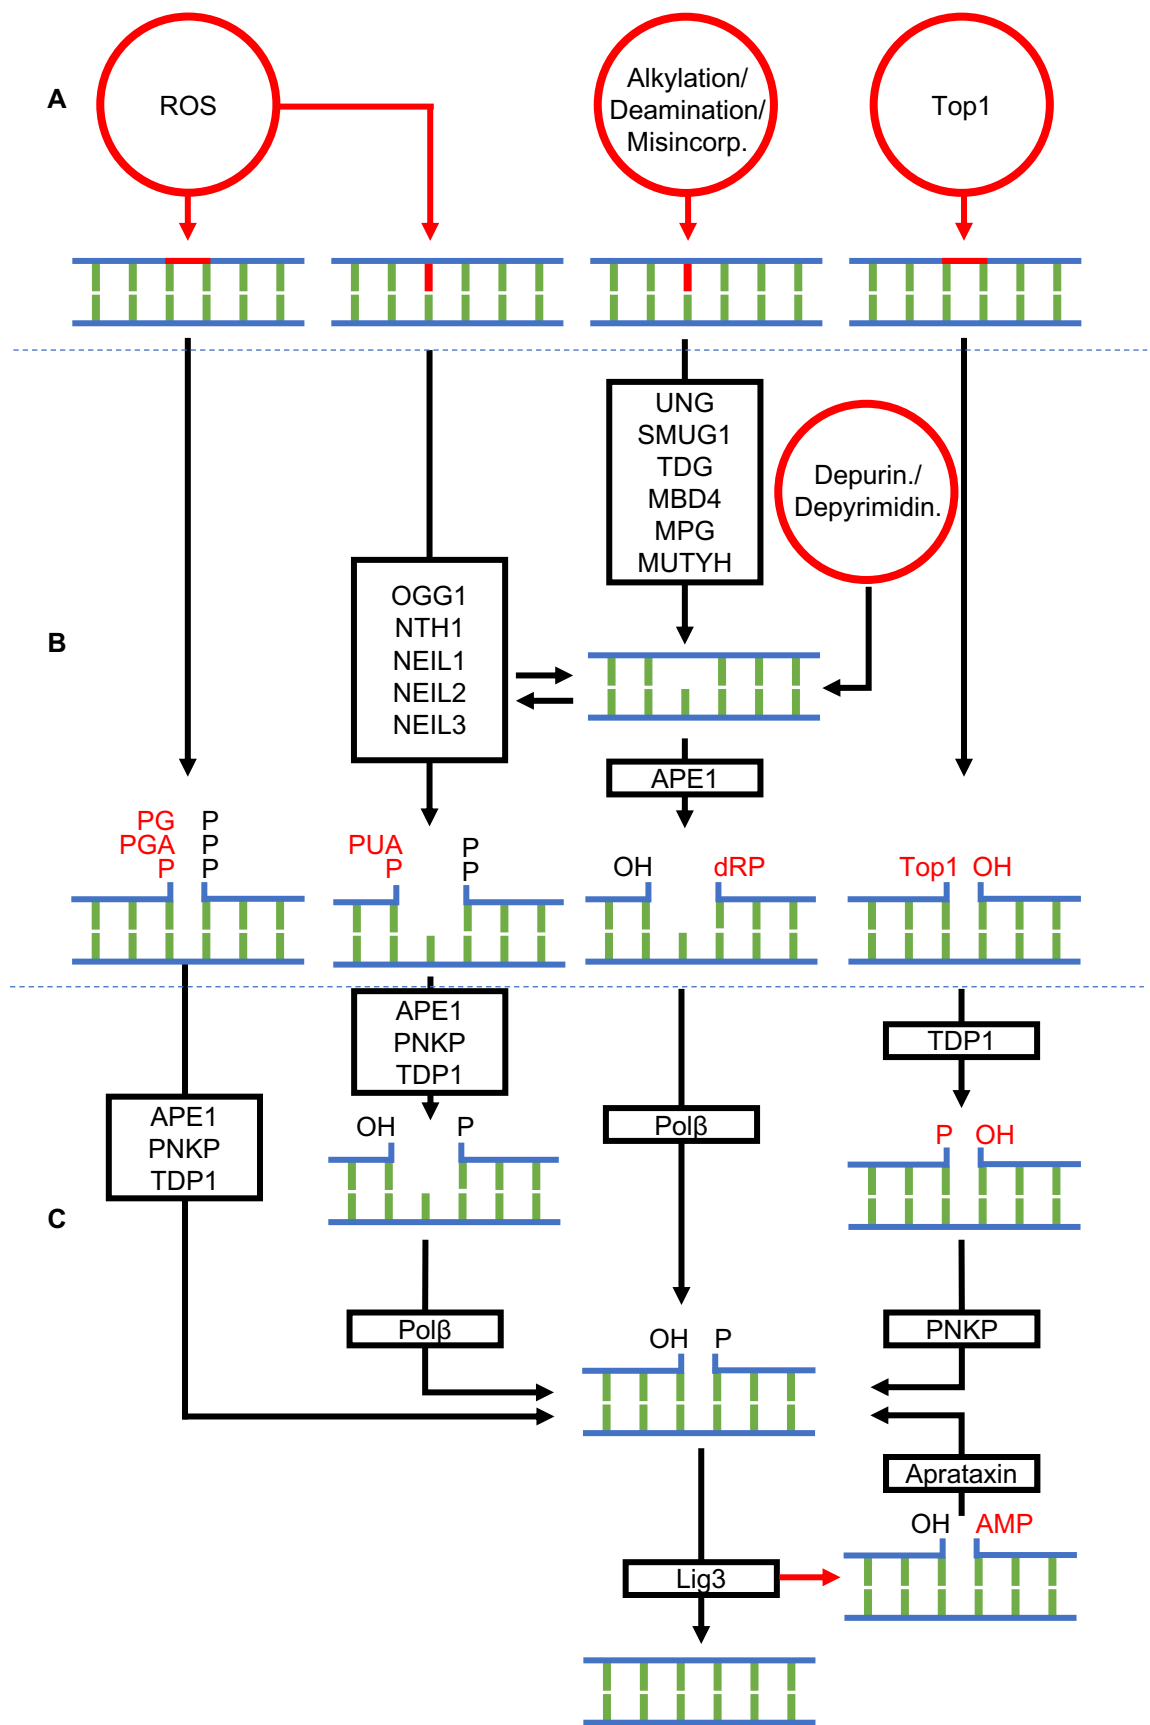 A
ROS
Alkylation/
Deamination/
Misincorp.
Top1
B
UNG
SMUG1
TDG
MBD4
MPG
MUTYH
Depurin./
Depyrimidin.
OGG1
NTH1
NEIL1
NEIL2
NEIL3
APE1
PG P
PGA P
P P
PUA P
P P
OH dRP
Top1 OH
C
APE1
PNKP
TDP1
APE1
PNKP
TDP1
OH P
Polβ
Polβ
TDP1
P OH
PNKP
OH P
Aprataxin
OH AMP
Lig3